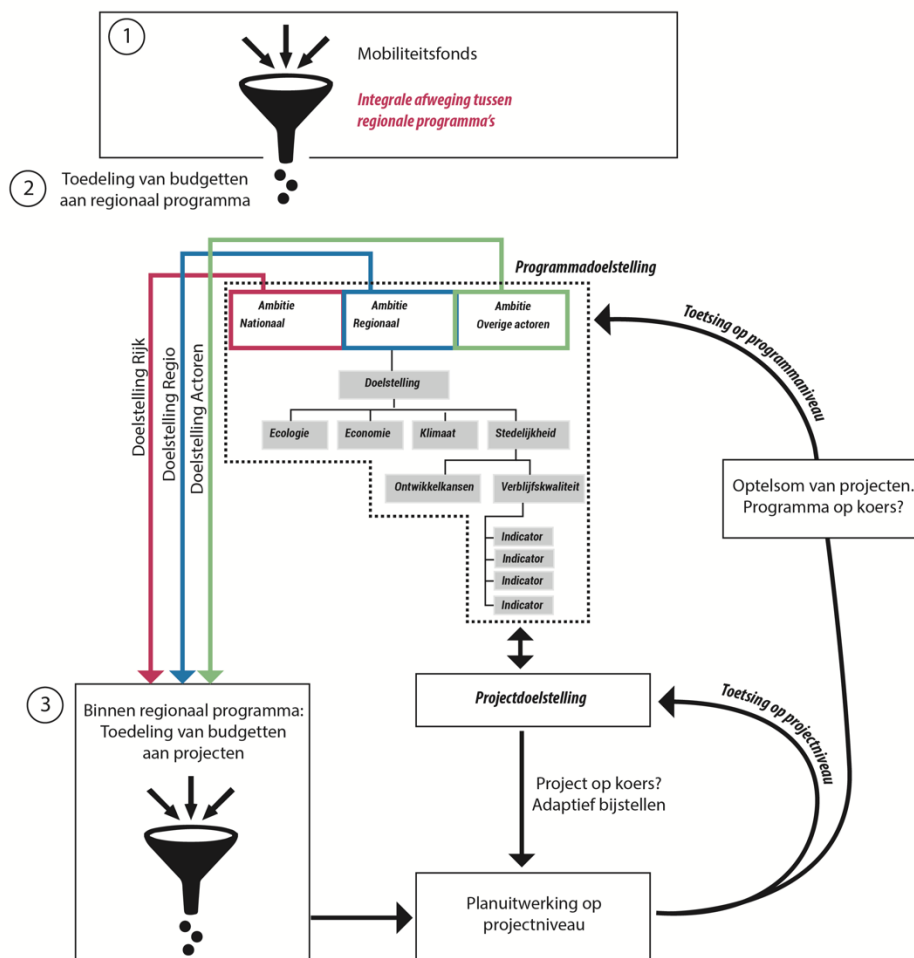 1
Mobiliteitsfonds
Integrale afweging tussen
regionale programma's
2
Toedeling van budgetten
aan regionaal programma
Programmadoelstelling
Ambitie
Nationaal
Ambitie
Regionaal
Ambitie
Overige actoren
Doelstelling
Ecologie
Economie
Klimaat
Stedelijkheid
Ontwikkelkansen
Verblijfskwaliteit
Indicator
Indicator
Indicator
Indicator
Doelstelling Rijk
Doelstelling Regio
Doelstelling Actoren
Toetsing op programmaniveau
Optelsom van projecten.
Programma op koers?
3
Binnen regionaal programma:
Toedeling van budgetten
aan projecten
Projectdoelstelling
Toetsing op projectniveau
Project op koers?
Adaptief bijstellen
Planuitwerking op
projectniveau